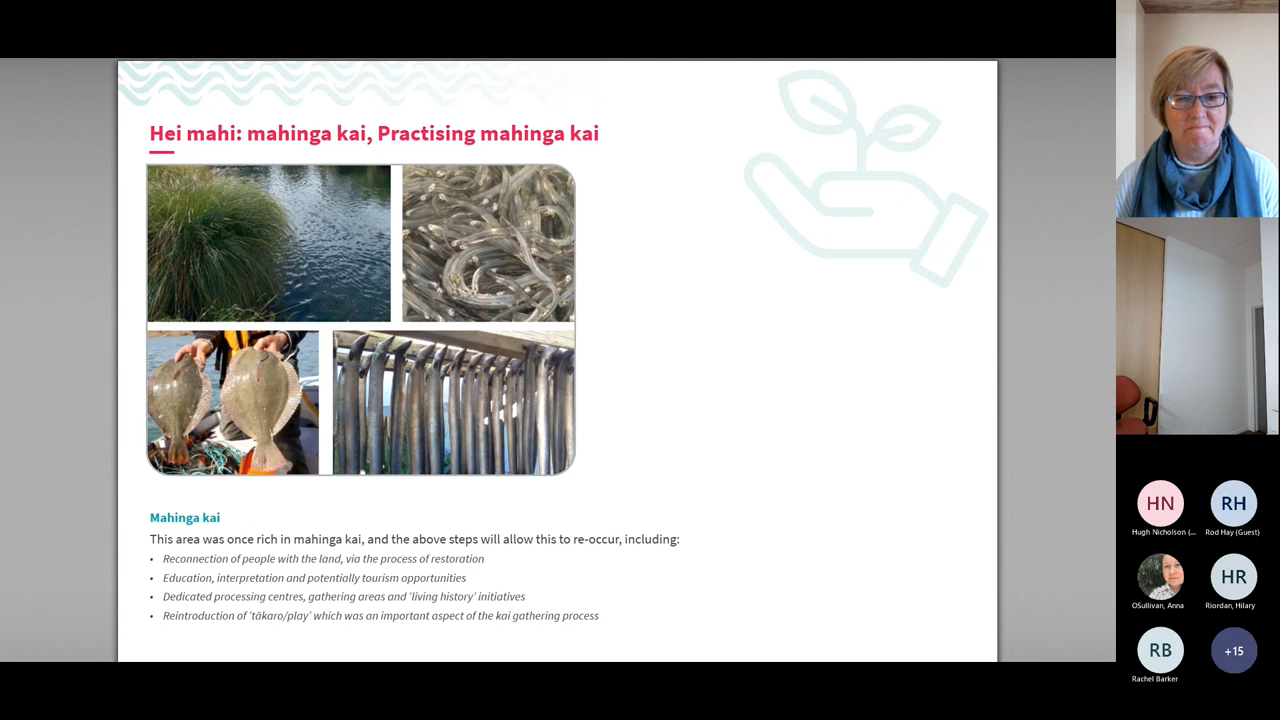 Hei mahi: mahinga kai, Practising mahinga kai
Mahinga kai
This area was once rich in mahinga kai, and the above steps will allow this to re-occur, including:
• Reconnection of people with the land, via the process of restoration
• Education, interpretation and potentially tourism opportunities
• Dedicated processing centres, gathering areas and 'living history' initiatives
• Reintroduction of 'tākaro/play' which was an important aspect of the kai gathering process
HN
RH
Hugh Nicholson (...
Rod Hay (Guest)
HR
OSullivan, Anna
Riordan, Hilary
RB
+15
Rachel Barker